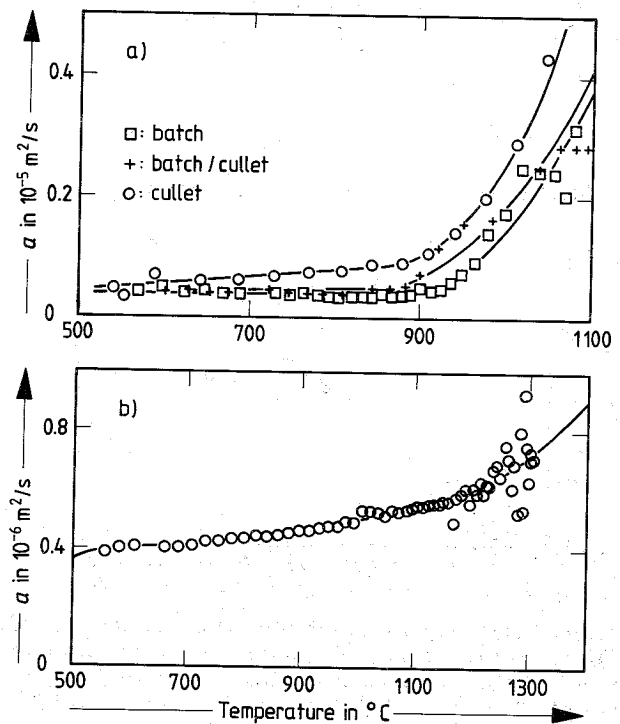 a)
0.4
0.2
0
a in 10⁻⁵ m²/s
□: batch
+: batch / cullet
○: cullet
500 700 900 1100
b)
0.8
0.4
0
a in 10⁻⁶ m²/s
500 700 900 1100 1300
Temperature in °C